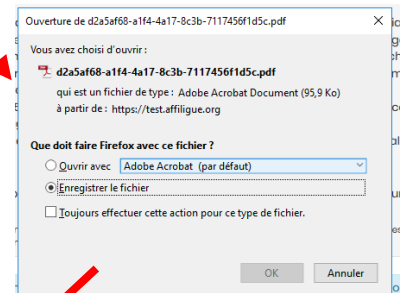 Ouverture de d2a5af68-a1f4-4a17-8c3b-7117456f1d5c.pdf
Vous avez choisi d'ouvrir :
d2a5af68-a1f4-4a17-8c3b-7117456f1d5c.pdf
qui est un fichier de type : Adobe Acrobat Document (95,9 Ko)
à partir de : https://test.affiligue.org
Que doit faire Firefox avec ce fichier ?
Ouvrir avec Adobe Acrobat (par défaut)
Enregistrer le fichier
Toujours effectuer cette action pour ce type de fichier.
OK Annuler